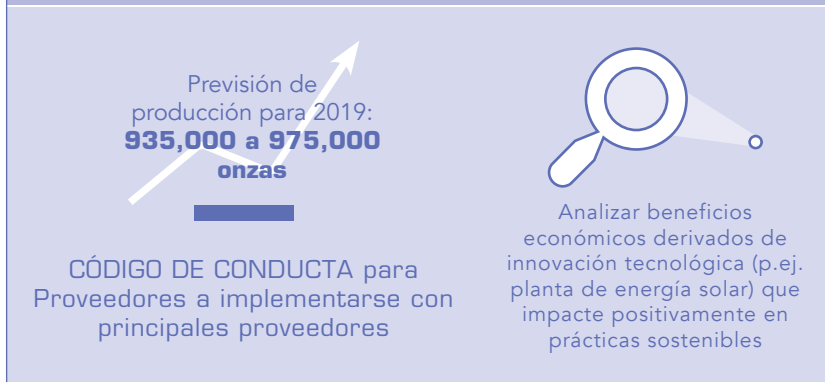 Previsión de
producción para 2019:
935,000 a 975,000
onzas
CÓDIGO DE CONDUCTA para
Proveedores a implementarse con
principales proveedores
Analizar beneficios
económicos derivados de
innovación tecnológica (p.ej.
planta de energía solar) que
impacte positivamente en
prácticas sostenibles